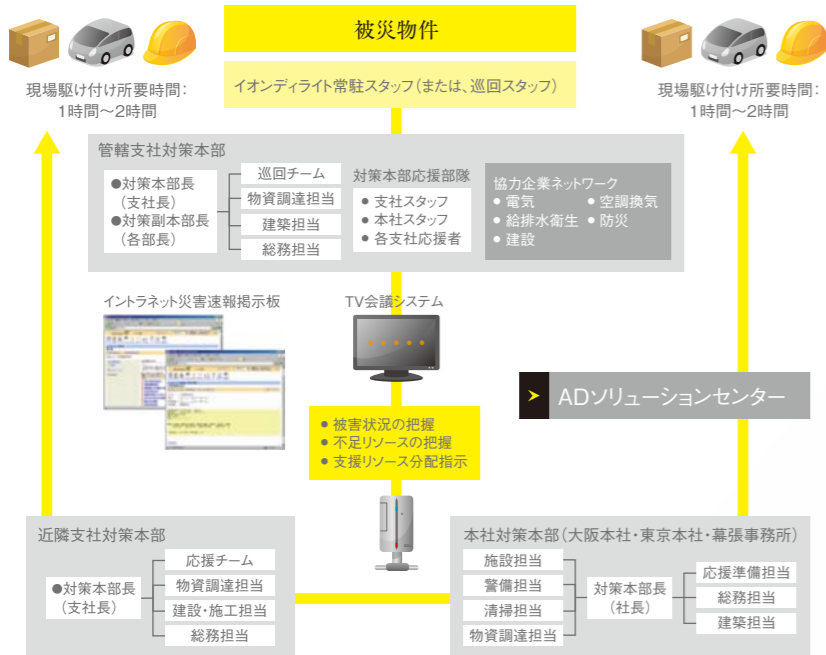 被災物件
イオンディライト常駐スタッフ（または、巡回スタッフ）
現場駆け付け所要時間：
1時間〜2時間
現場駆け付け所要時間：
1時間〜2時間
管轄支社対策本部
●対策本部長
（支社長）
●対策副本部長
（各部長）
巡回チーム
物資調達担当
建築担当
総務担当
対策本部応援部隊
● 支社スタッフ
● 本社スタッフ
● 各支社応援者
協力企業ネットワーク
● 電気
● 空調換気
● 給排水衛生
● 防災
● 建設
イントラネット災害速報掲示板
TV会議システム
ADソリューションセンター
● 被害状況の把握
● 不足リソースの把握
● 支援リソース分配指示
近隣支社対策本部
●対策本部長
（支社長）
応援チーム
物資調達担当
建設・施工担当
総務担当
本社対策本部（大阪本社・東京本社・幕張事務所）
施設担当
警備担当
清掃担当
物資調達担当
対策本部長
（社長）
応援準備担当
総務担当
建築担当